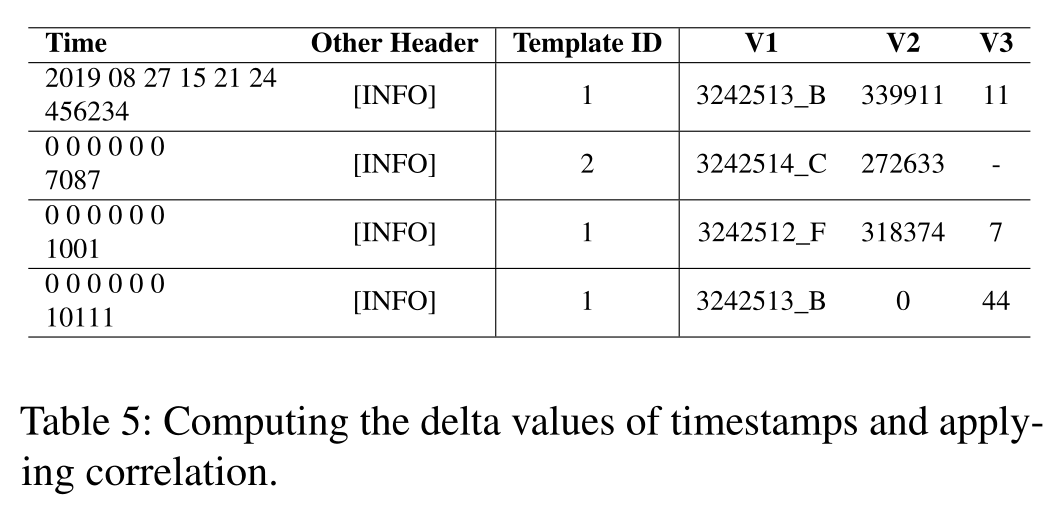 Time Other Header Template ID V1 V2 V3
2019 08 27 15 21 24
456234 [INFO] 1 3242513_B 339911 11
0 0 0 0 0 0
7087 [INFO] 2 3242514_C 272633 -
0 0 0 0 0 0
1001 [INFO] 1 3242512_F 318374 7
0 0 0 0 0 0
10111 [INFO] 1 3242513_B 0 44
Table 5: Computing the delta values of timestamps and apply-
ing correlation.